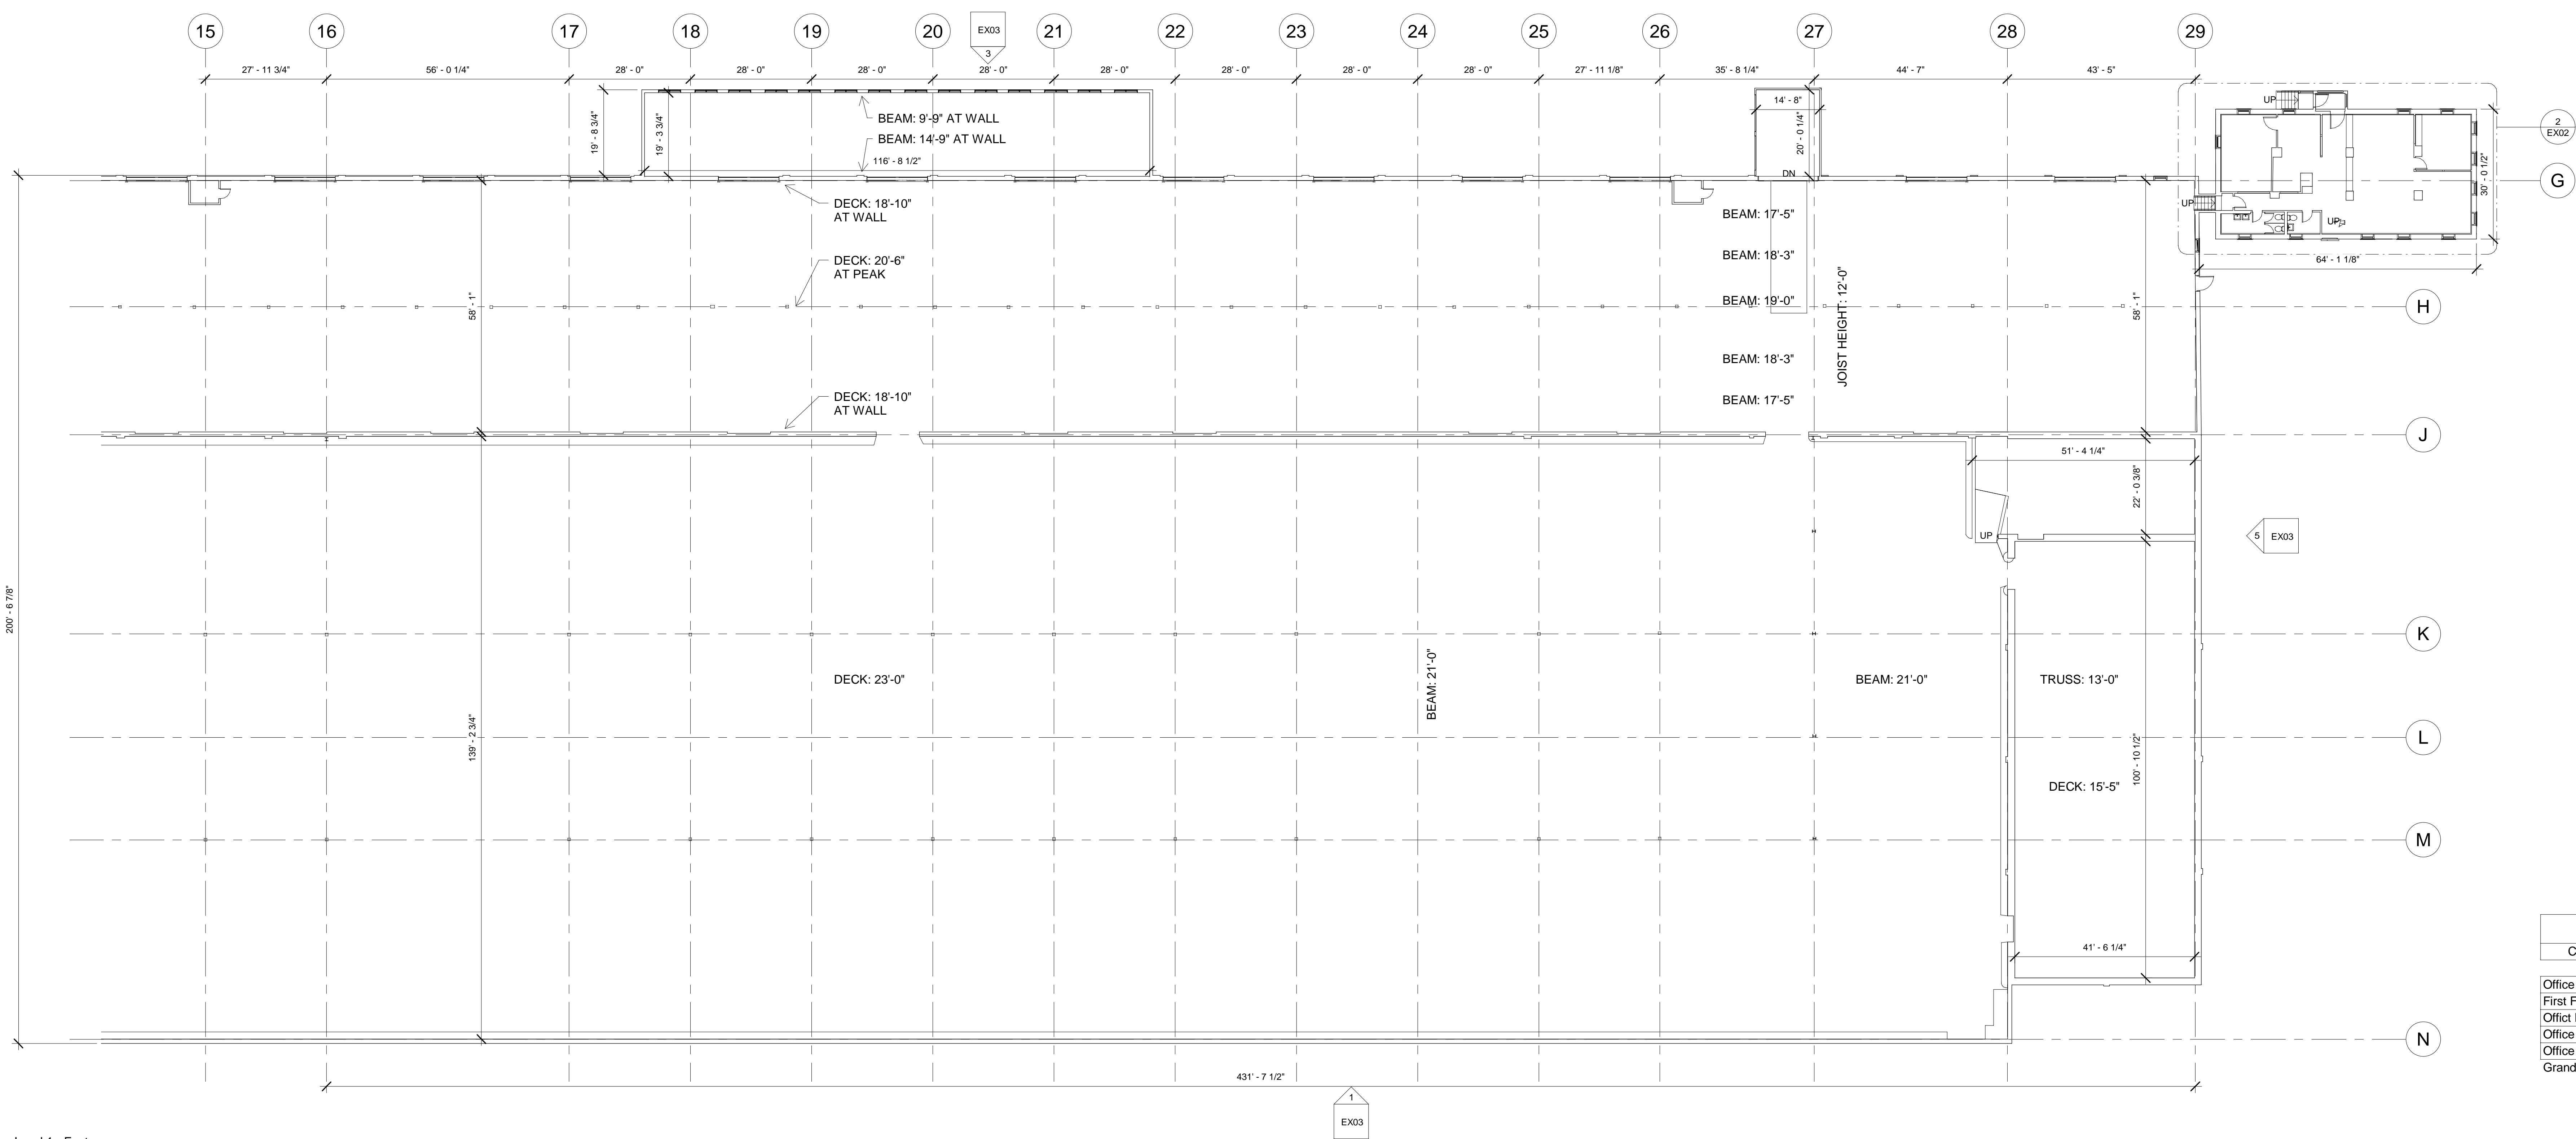 15 16 17 18 19 20 21 22 23 24 25 26 27 28 29
EX03
3
27' - 11 3/4" 56' - 0 1/4" 28' - 0" 28' - 0" 28' - 0" 28' - 0" 28' - 0" 28' - 0" 28' - 0" 28' - 0" 27' - 11 1/8" 35' - 8 1/4" 44' - 7" 43' - 5"
19' - 8 3/4"
19' - 3 3/4"
BEAM: 9'-9" AT WALL
BEAM: 14'-9" AT WALL
116' - 8 1/2"
14' - 8"
20' - 0 1/4"
DN
UP
2
EX02
G
30' - 0 1/2"
UP
UP
64' - 1 1/8"
DECK: 18'-10"
AT WALL
BEAM: 17'-5"
DECK: 20'-6"
AT PEAK
BEAM: 18'-3"
BEAM: 19'-0"
JOIST HEIGHT: 12'-0"
58' - 1"
58' - 1"
H
BEAM: 18'-3"
DECK: 18'-10"
AT WALL
BEAM: 17'-5"
J
51' - 4 1/4"
22' - 0 3/8"
UP
5
EX03
200' - 6 7/8"
K
DECK: 23'-0"
BEAM: 21'-0"
BEAM: 21'-0"
TRUSS: 13'-0"
139' - 2 3/4"
L
100' - 10 1/2"
DECK: 15'-5"
M
41' - 6 1/4"
C
Office
First F
Offict
Office
Office
Grand
N
431' - 7 1/2"
1
EX03